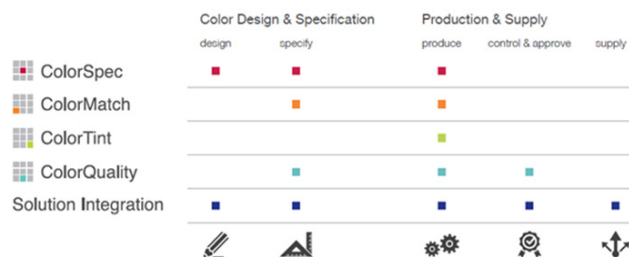 Color Design & Specification Production & Supply
design specify produce control & approve supply
ColorSpec
ColorMatch
ColorTint
ColorQuality
Solution Integration